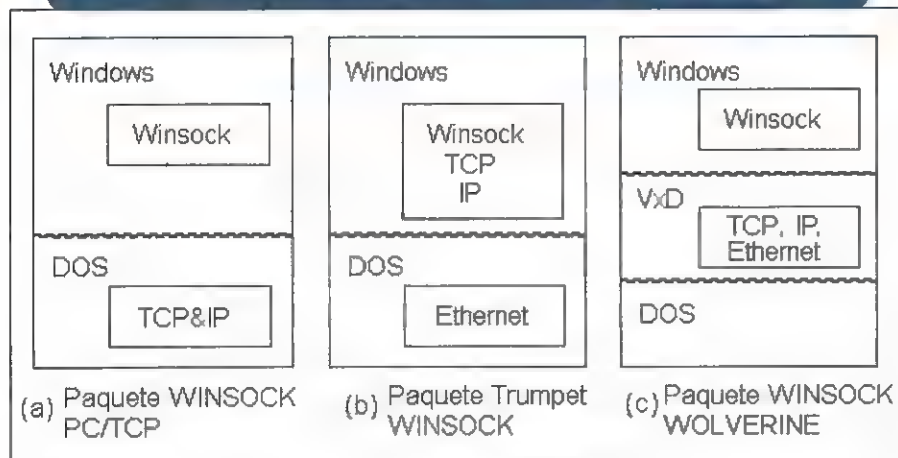 Windows
Winsock
DOS
TCP&IP
(a) Paquete WINSOCK
PC/TCP
Windows
Winsock
TCP
IP
DOS
Ethernet
(b) Paquete Trumpet
WINSOCK
Windows
Winsock
VxD
TCP, IP,
Ethernet
DOS
(c) Paquete WINSOCK
WOLVERINE